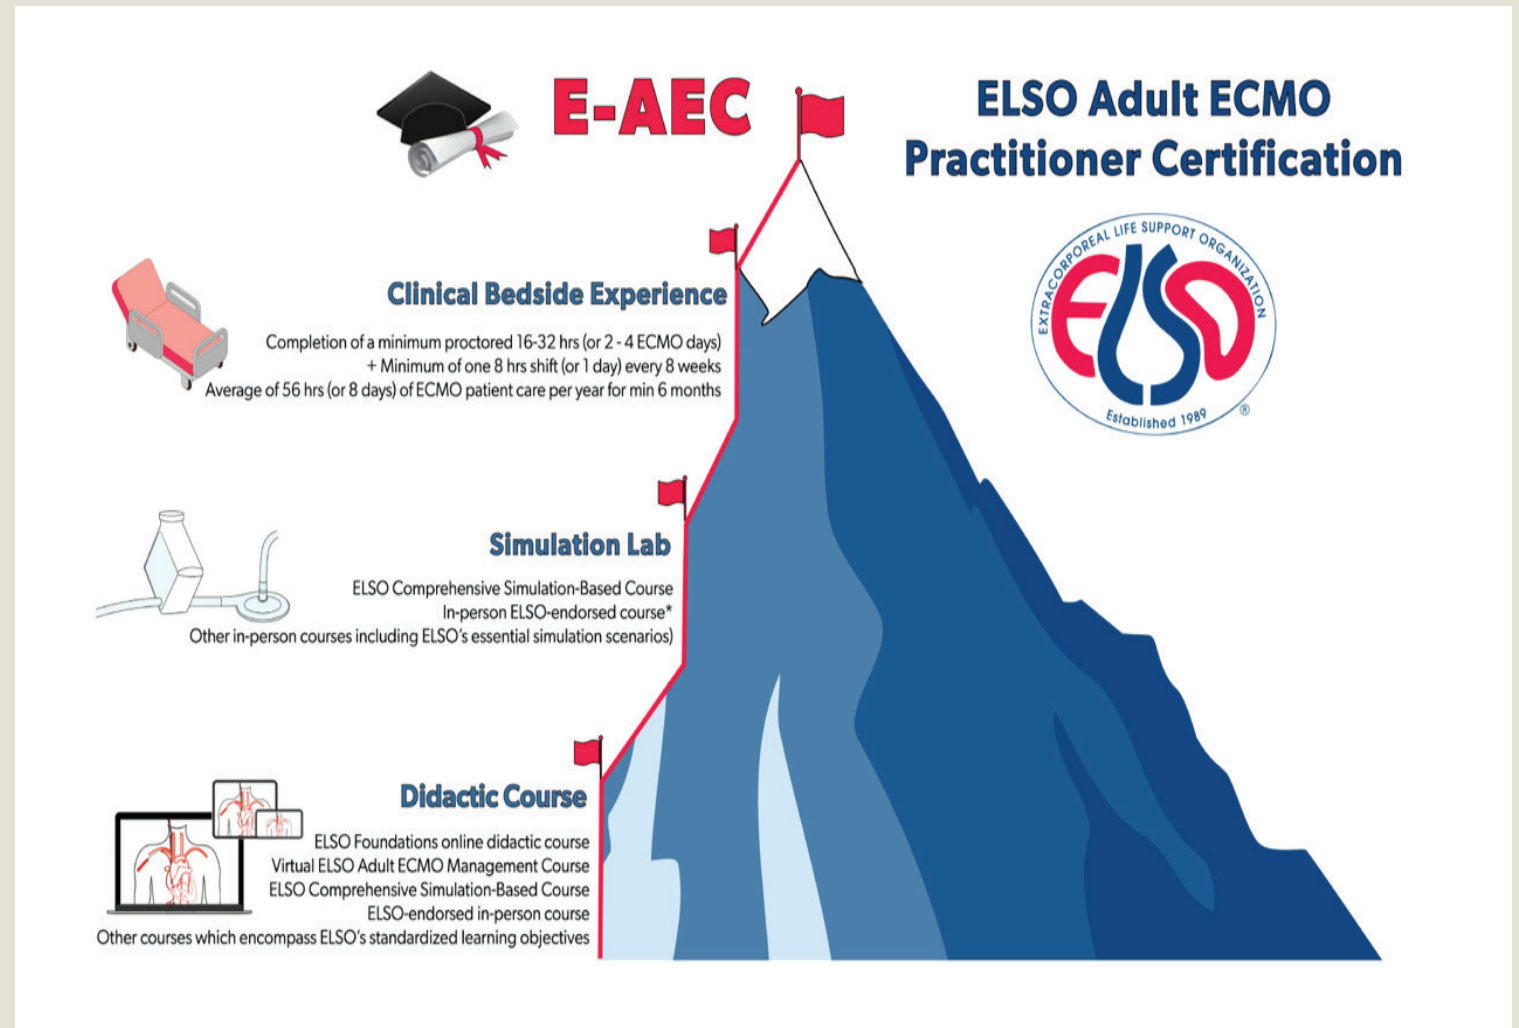 E-AEC
ELSO Adult ECMO
Practitioner Certification
EXTRACORPOREAL LIFE SUPPORT ORGANIZATION
ELSO
Established 1989
®
Clinical Bedside Experience
Completion of a minimum proctored 16-32 hrs (or 2 - 4 ECMO days)
+ Minimum of one 8 hrs shift (or 1 day) every 8 weeks
Average of 56 hrs (or 8 days) of ECMO patient care per year for min 6 months
Simulation Lab
ELSO Comprehensive Simulation-Based Course
In-person ELSO-endorsed course*
Other in-person courses including ELSO's essential simulation scenarios)
Didactic Course
ELSO Foundations online didactic course
Virtual ELSO Adult ECMO Management Course
ELSO Comprehensive Simulation-Based Course
ELSO-endorsed in-person course
Other courses which encompass ELSO's standardized learning objectives